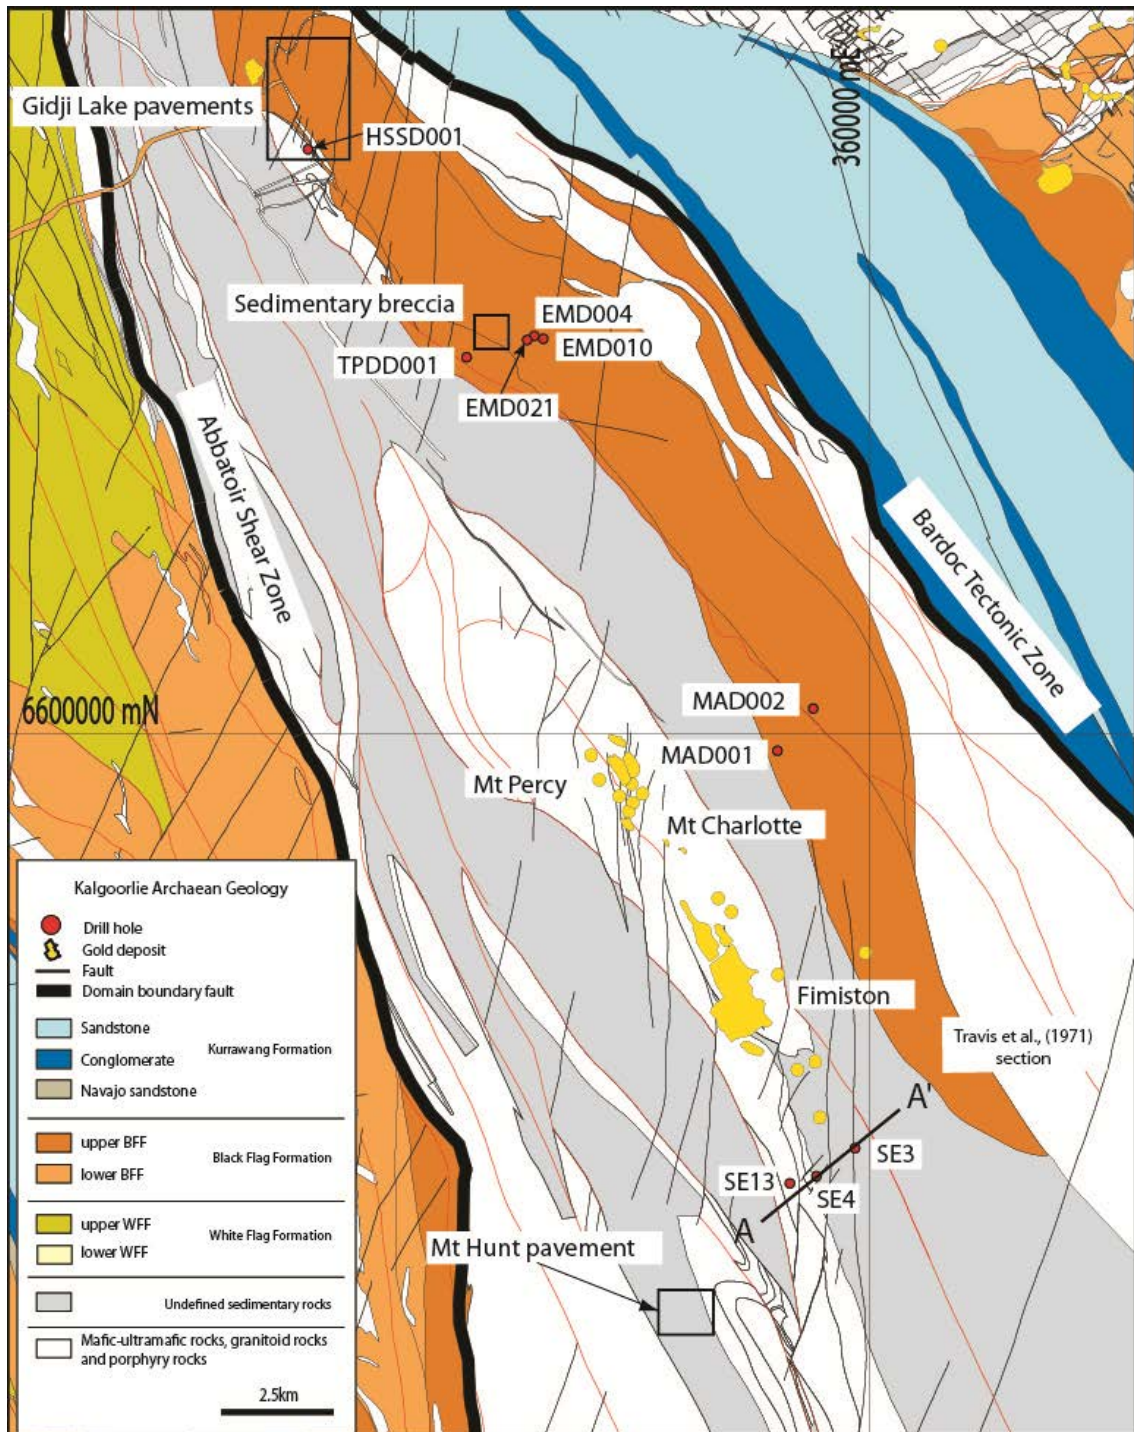 360000 mE
Gidji Lake pavements
HSSD001
Sedimentary breccia
EMD004
EMD010
TPDD001
EMD021
Abbatoir Shear Zone
Bardoc Tectonic Zone
6600000 mN
MAD002
MAD001
Mt Percy
Mt Charlotte
Fimiston
Travis et al., (1971)
section
A'
SE3
SE13
SE4
A
Mt Hunt pavement
Kalgoorlie Archaean Geology
Drill hole
Gold deposit
Fault
Domain boundary fault
Sandstone
Conglomerate
Kurrawang Formation
Navajo sandstone
upper BFF
Black Flag Formation
lower BFF
upper WFF
White Flag Formation
lower WFF
Undefined sedimentary rocks
Mafic-ultramafic rocks, granitoid rocks
and porphyry rocks
2.5km